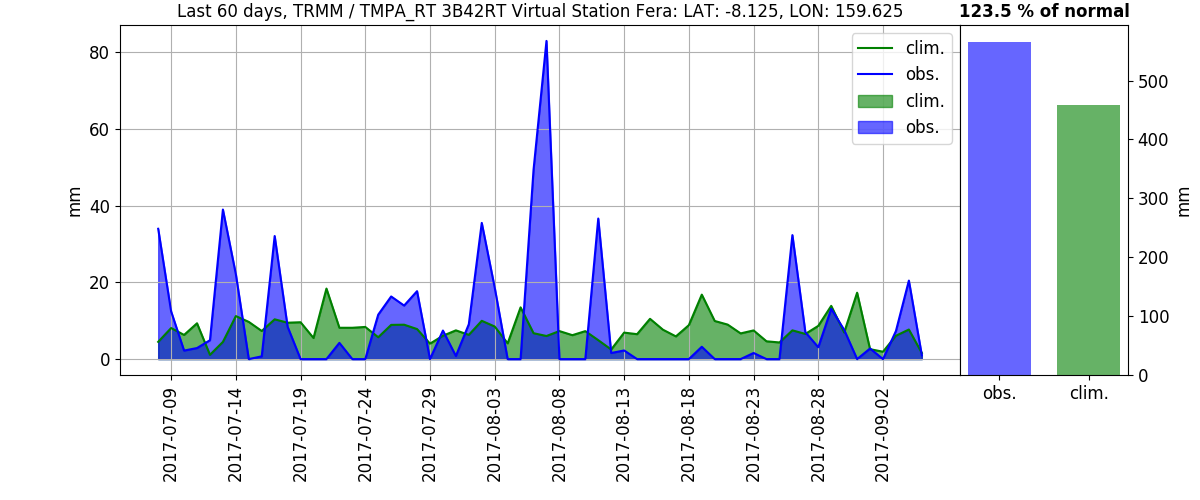 Last 60 days, TRMM / TMPA_RT 3B42RT Virtual Station Fera: LAT: -8.125, LON: 159.625
123.5 % of normal
clim.
obs.
clim.
obs.
80
60
40
20
0
mm
2017-07-09
2017-07-14
2017-07-19
2017-07-24
2017-07-29
2017-08-03
2017-08-08
2017-08-13
2017-08-18
2017-08-23
2017-08-28
2017-09-02
500
400
300
200
100
0
mm
obs.
clim.